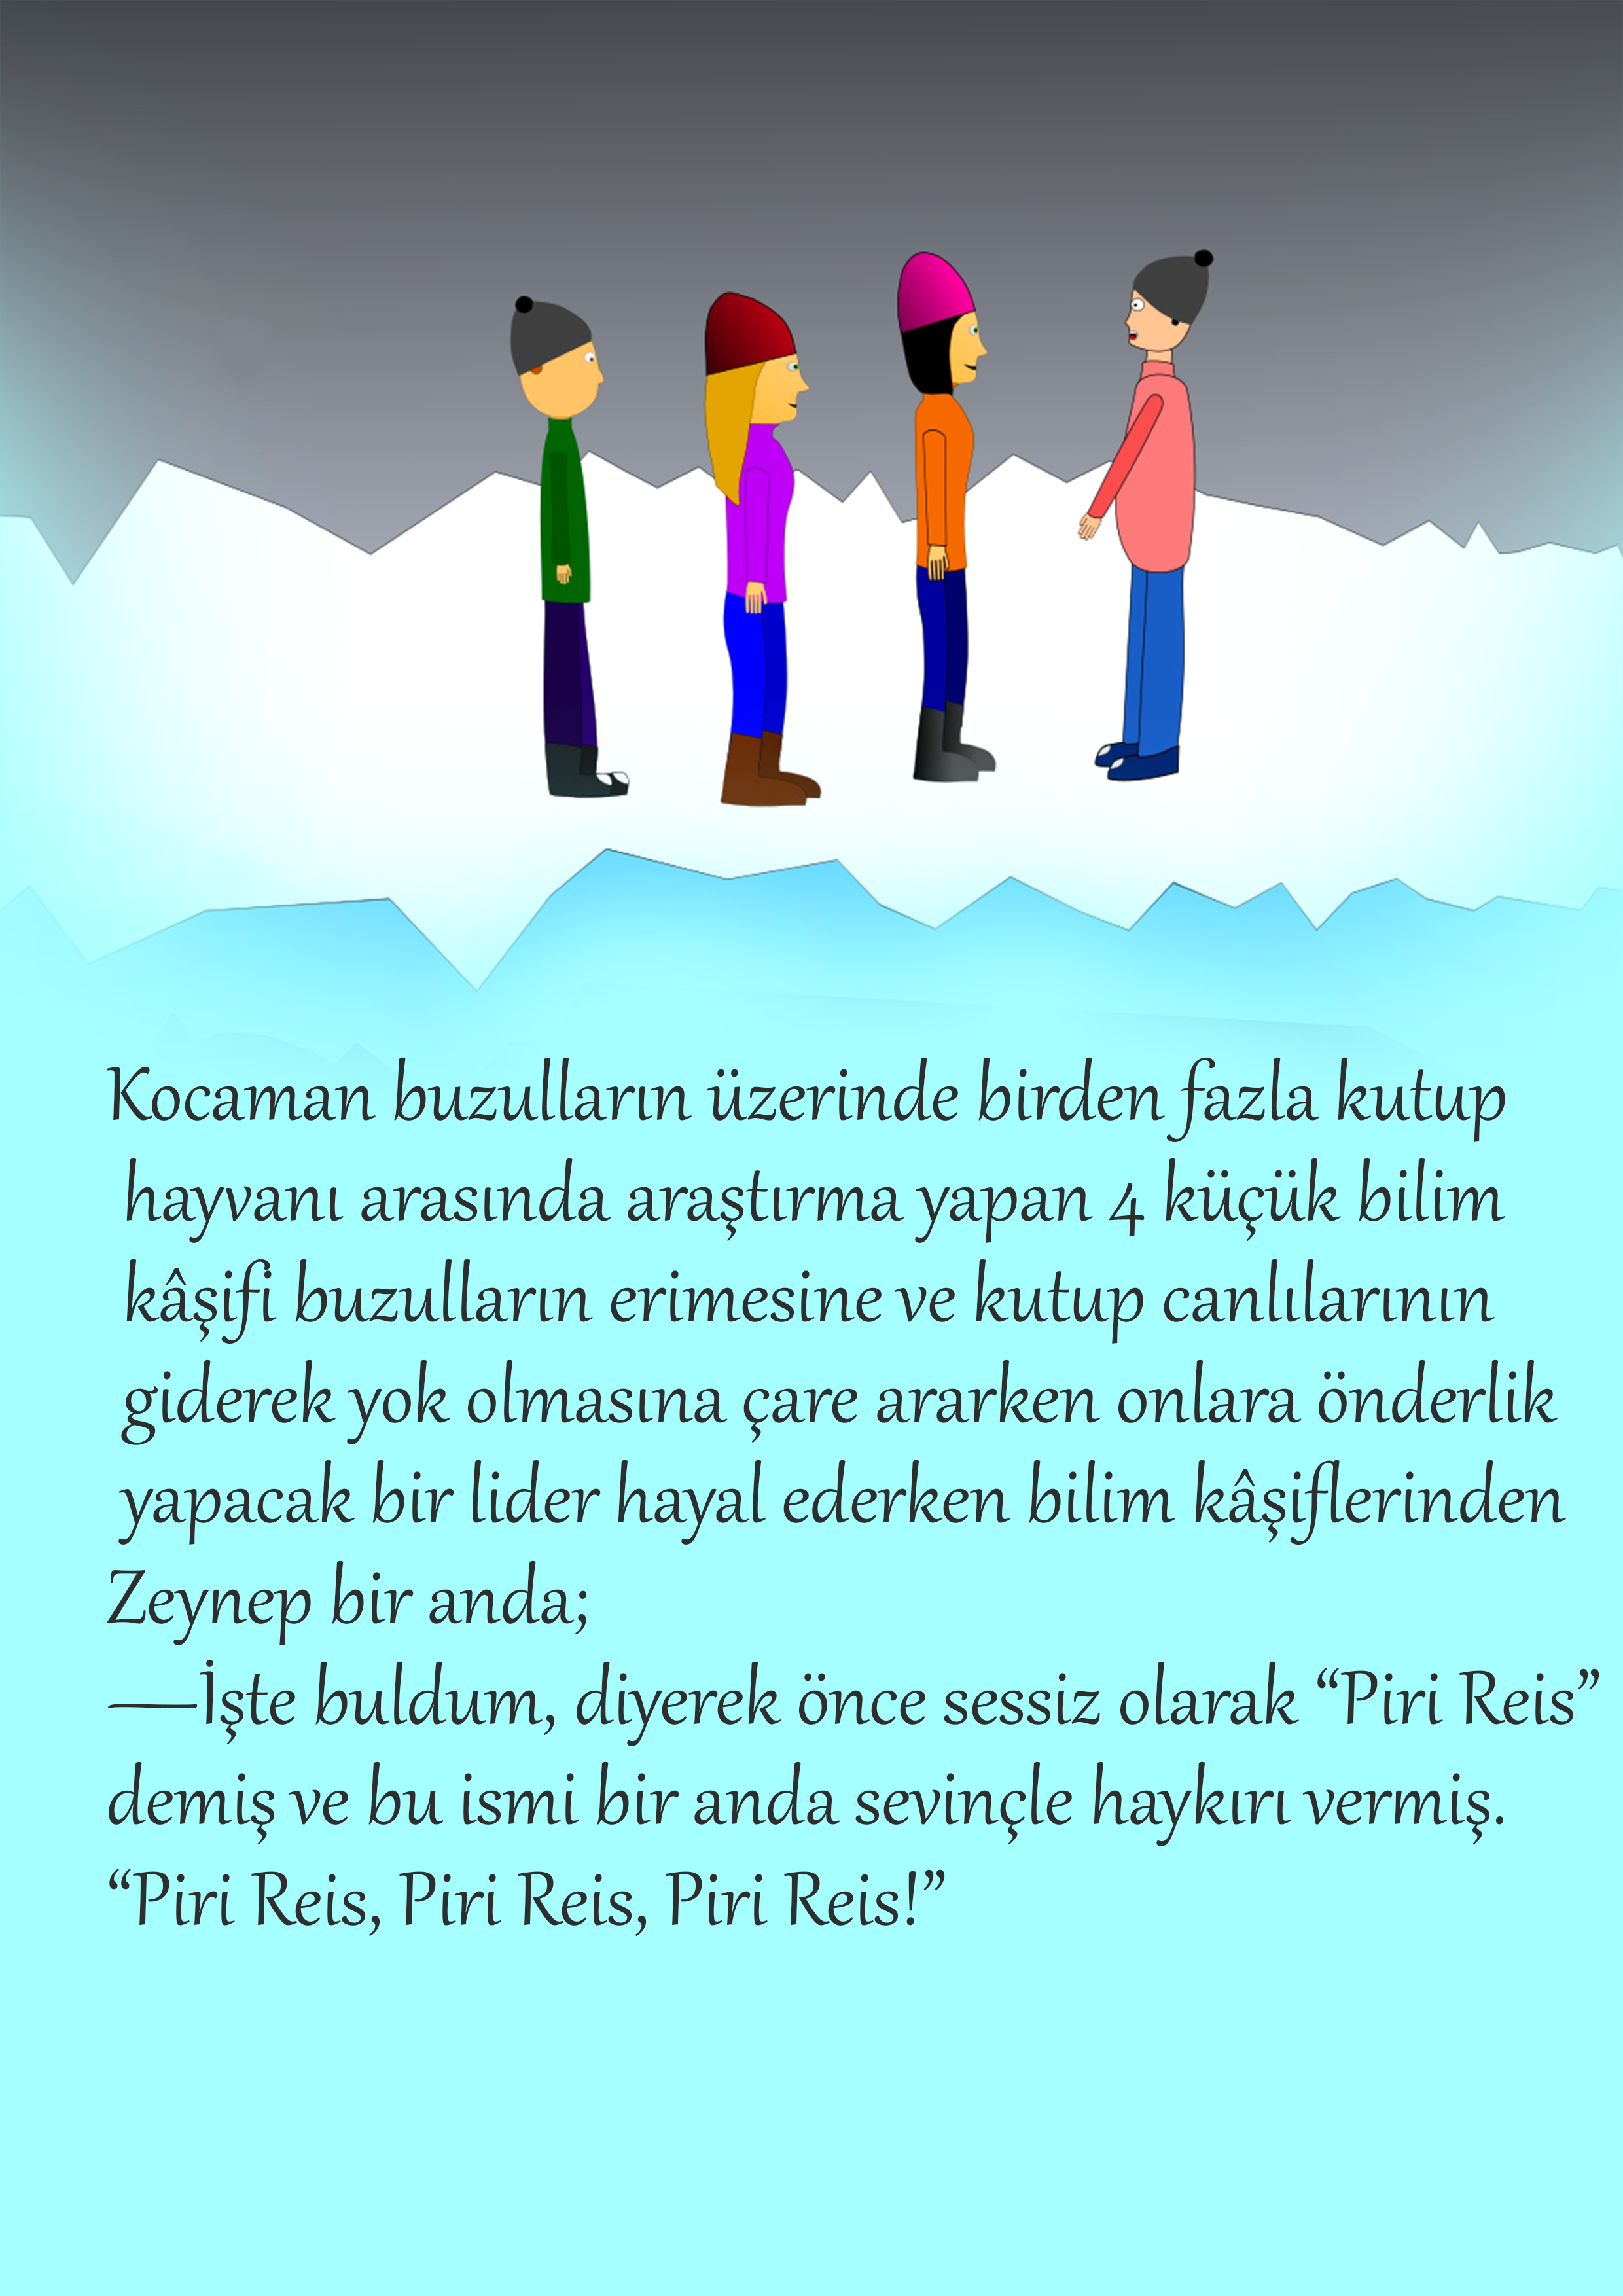 Kocaman buzulların üzerinde birden fazla kutup
hayvanı arasında araştırma yapan 4 küçük bilim
kâşifi buzulların erimesine ve kutup canlılarının
giderek yok olmasına çare ararken onlara önderlik
yapacak bir lider hayal ederken bilim kâşiflerinden
Zeynep bir anda;
—İşte buldum, diyerek önce sessiz olarak “Piri Reis”
demiş ve bu ismi bir anda sevinçle haykırı vermiş.
“Piri Reis, Piri Reis, Piri Reis!”